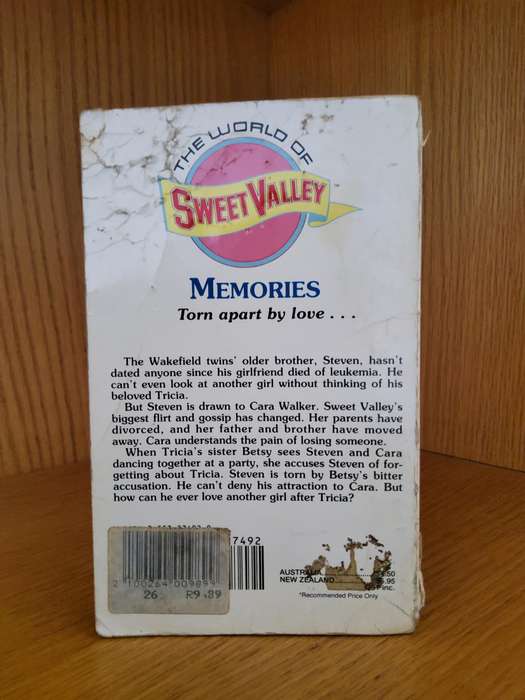 THE WORLD OF
SWEET VALLEY
MEMORIES
Torn apart by love . . .
The Wakefield twins' older brother, Steven, hasn't
dated anyone since his girlfriend died of leukemia. He
can't even look at another girl without thinking of his
beloved Tricia.
But Steven is drawn to Cara Walker. Sweet Valley's
biggest flirt and gossip has changed. Her parents have
divorced, and her father and brother have moved
away. Cara understands the pain of losing someone.
When Tricia's sister Betsy sees Steven and Cara
dancing together at a party, she accuses Steven of for-
getting about Tricia. Steven is torn by Betsy's bitter
accusation. He can't deny his attraction to Cara. But
how can he ever love another girl after Tricia?
7492
2 100264 009899
26 R9.89
AUSTRALIA
NEW ZEALAND .95
inc.
*Recommended Price Only